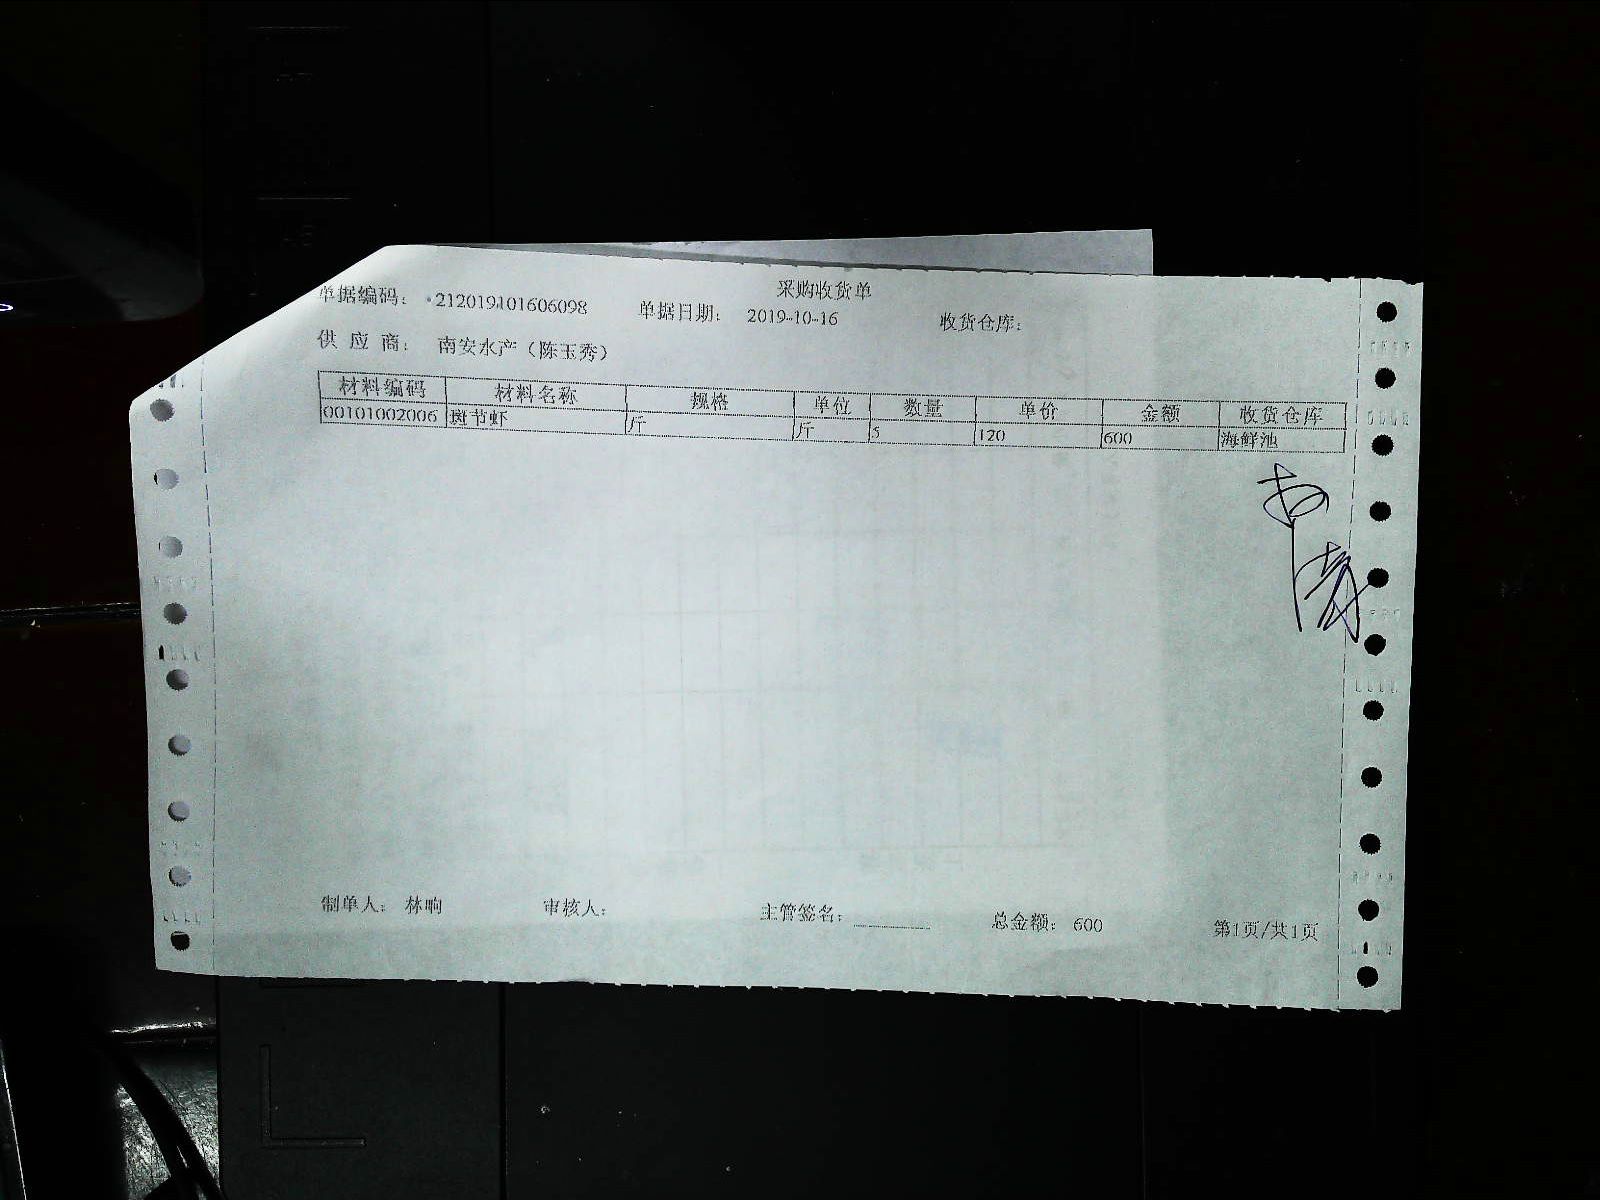 采购收货单
单据编码: 212019101606098 单据日期: 2019-10-16 收货仓库:
供应商: 南安水产(陈玉秀)
材料编码 材料名称 规格 单位 数量 单价 金额 收货仓库
00101002006 斑节虾 斤 斤 5 120 600 海鲜池
制单人: 林响 审核人: 主管签名: 总金额: 600 第1页/共1页